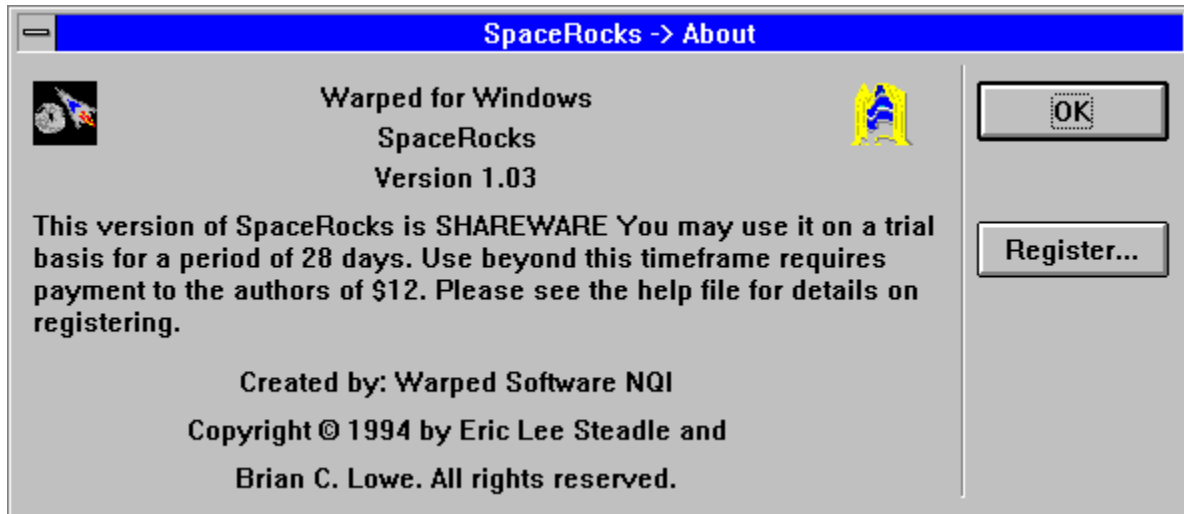 SpaceRocks -> About
Warped for Windows
SpaceRocks
Version 1.03
OK
This version of SpaceRocks is SHAREWARE You may use it on a trial
basis for a period of 28 days. Use beyond this timeframe requires
payment to the authors of $12. Please see the help file for details on
registering.
Register...
Created by: Warped Software NQI
Copyright © 1994 by Eric Lee Steadle and
Brian C. Lowe. All rights reserved.